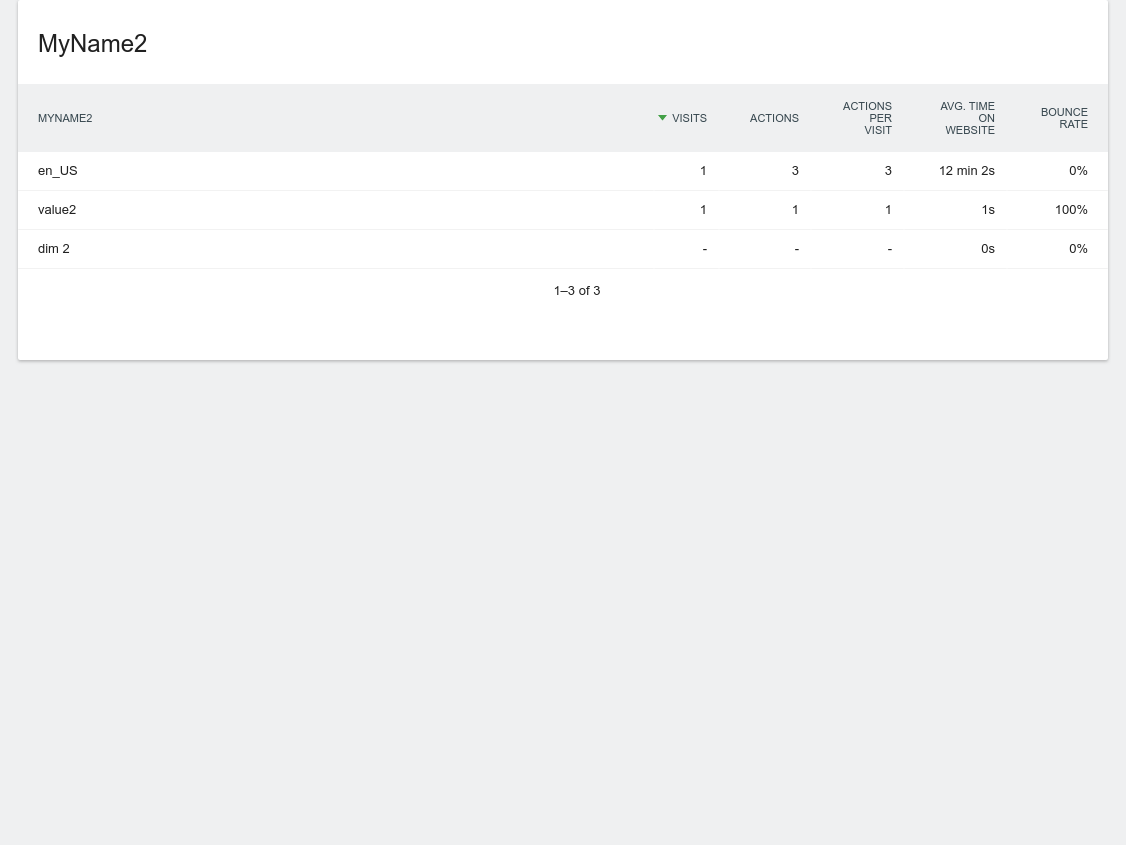 MyName2
MYNAME2 VISITS ACTIONS ACTIONS PER VISIT AVG. TIME ON WEBSITE BOUNCE RATE
en_US 1 3 3 12 min 2s 0%
value2 1 1 1 1s 100%
dim 2 - - - 0s 0%
1–3 of 3